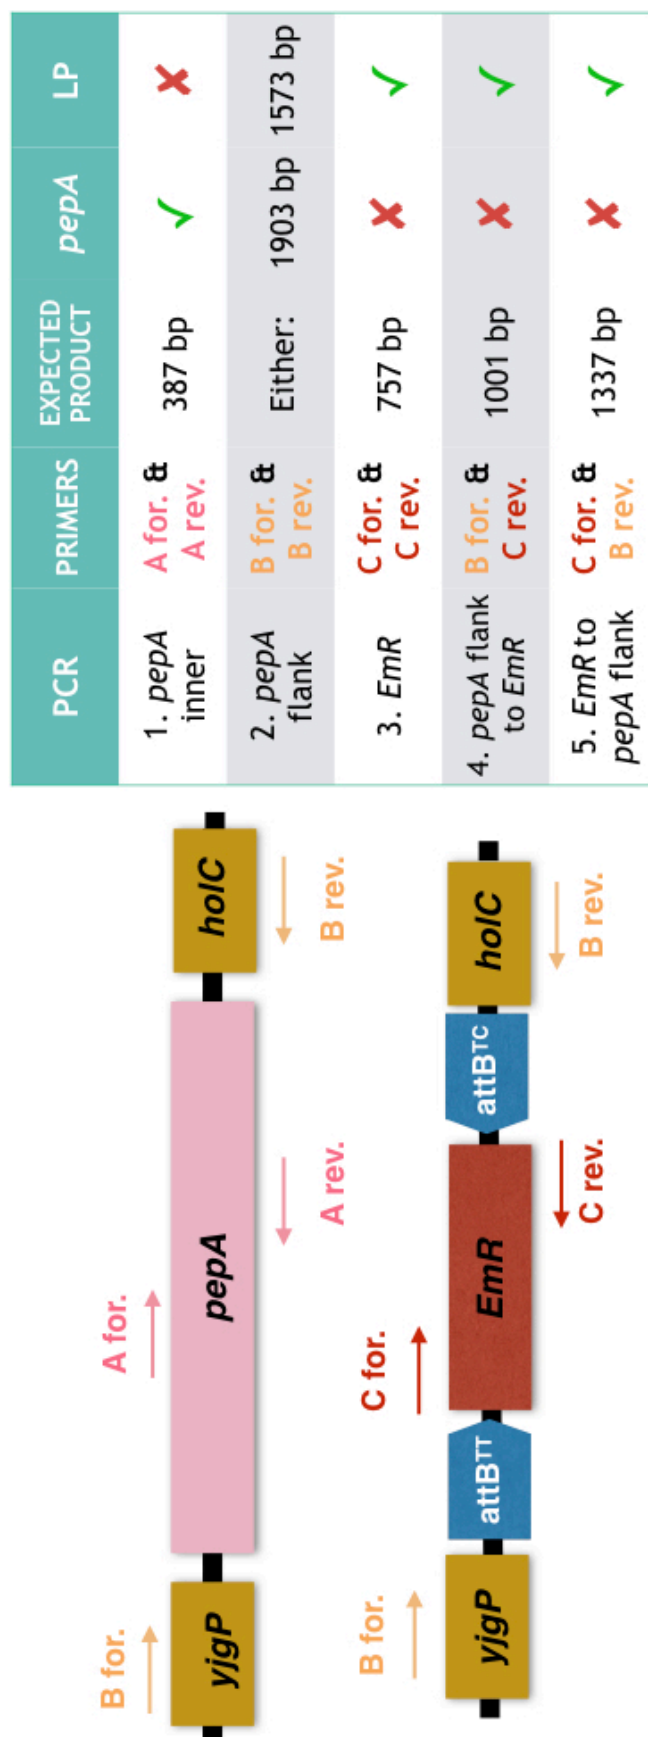 B for.
A for.
yjgP
pepA
holC
A rev.
B rev.
B for.
C for.
yjgP
attBTT
EmR
attBTC
holC
C rev.
B rev.
PCR PRIMERS EXPECTED PRODUCT pepA LP
1. pepA inner A for. & A rev. 387 bp ✓ ✗
2. pepA flank B for. & B rev. Either: 1903 bp 1573 bp
3. EmR C for. & C rev. 757 bp ✗ ✓
4. pepA flank to EmR B for. & C rev. 1001 bp ✗ ✓
5. EmR to pepA flank C for. & B rev. 1337 bp ✗ ✓